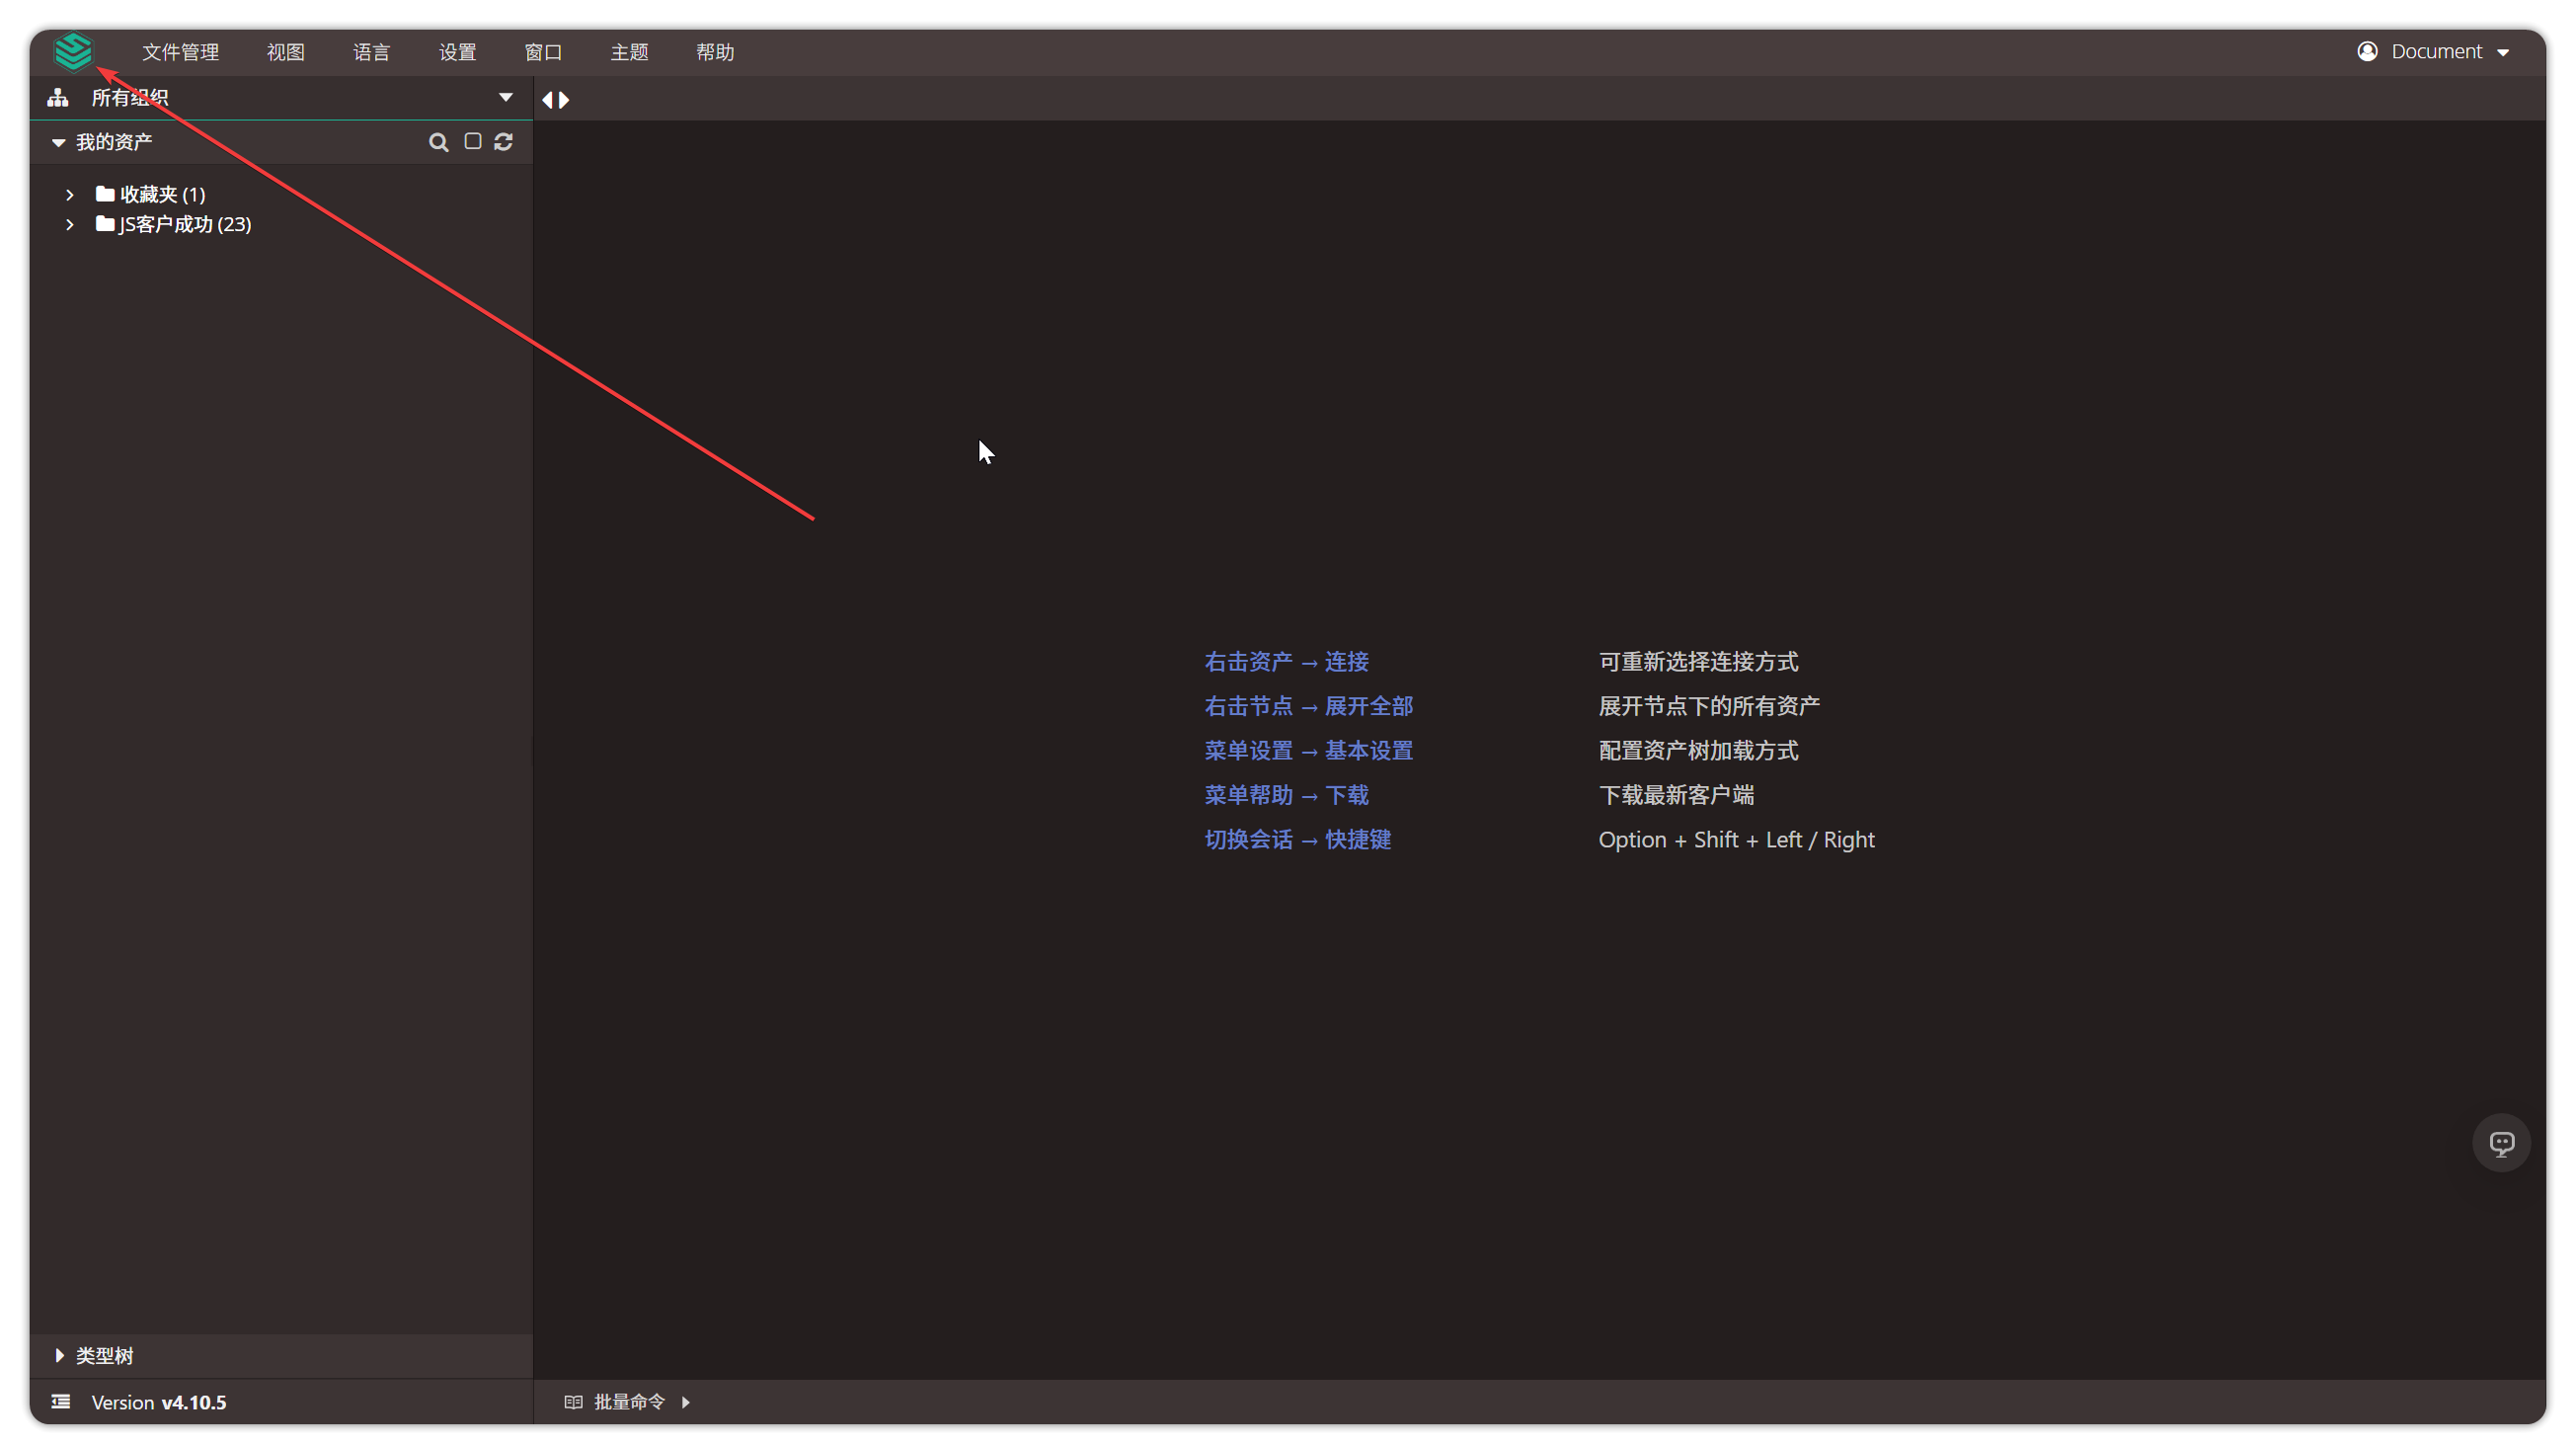 文件管理 视图 语言 设置 窗口 主题 帮助 Document
所有组织
我的资产
收藏夹 (1)
JS客户成功 (23)
右击资产 → 连接 可重新选择连接方式
右击节点 → 展开全部 展开节点下的所有资产
菜单设置 → 基本设置 配置资产树加载方式
菜单帮助 → 下载 下载最新客户端
切换会话 → 快捷键 Option + Shift + Left / Right
类型树
Version v4.10.5 批量命令